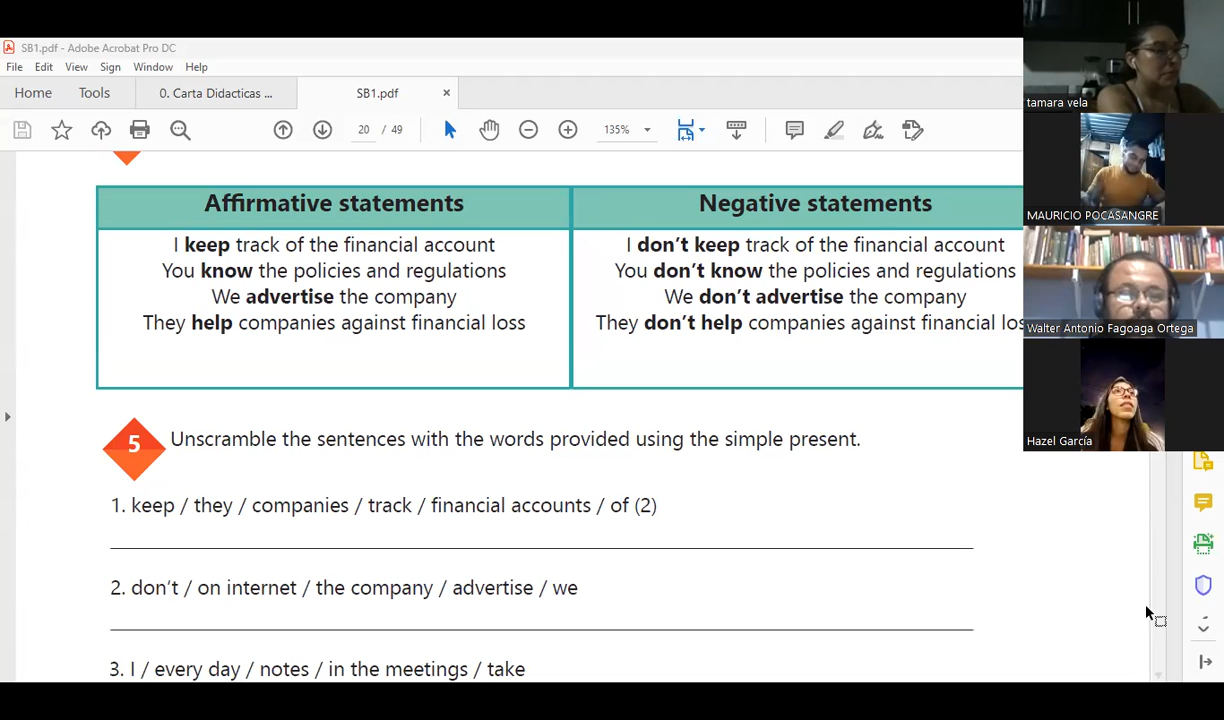 SB1.pdf - Adobe Acrobat Pro DC
File Edit View Sign Window Help
Home Tools 0. Carta Didacticas ... SB1.pdf ×
20 / 49 135%
Affirmative statements Negative statements
I keep track of the financial account I don't keep track of the financial account
You know the policies and regulations You don't know the policies and regulations
We advertise the company We don't advertise the company
They help companies against financial loss They don't help companies against financial los
5 Unscramble the sentences with the words provided using the simple present.
1. keep / they / companies / track / financial accounts / of (2)
2. don't / on internet / the company / advertise / we
3. I / every day / notes / in the meetings / take
tamara vela
MAURICIO POCASANGRE
Walter Antonio Fagoaga Ortega
Hazel García